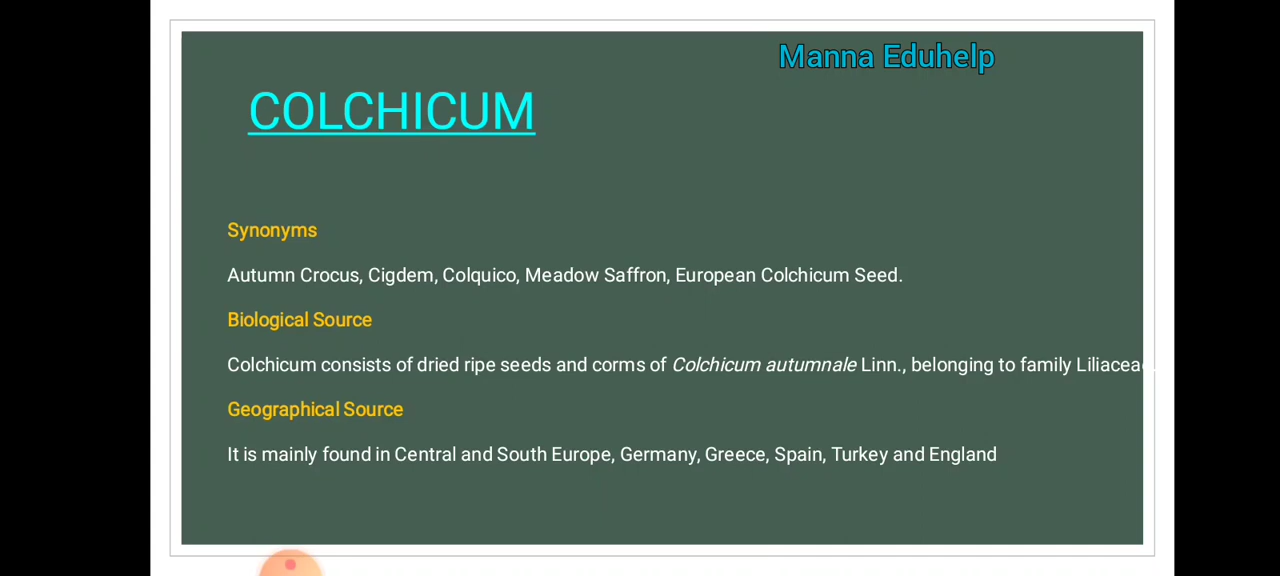 Manna Eduhelp
COLCHICUM
Synonyms
Autumn Crocus, Cigdem, Colquico, Meadow Saffron, European Colchicum Seed.
Biological Source
Colchicum consists of dried ripe seeds and corms of Colchicum autumnale Linn., belonging to family Liliaceae.
Geographical Source
It is mainly found in Central and South Europe, Germany, Greece, Spain, Turkey and England